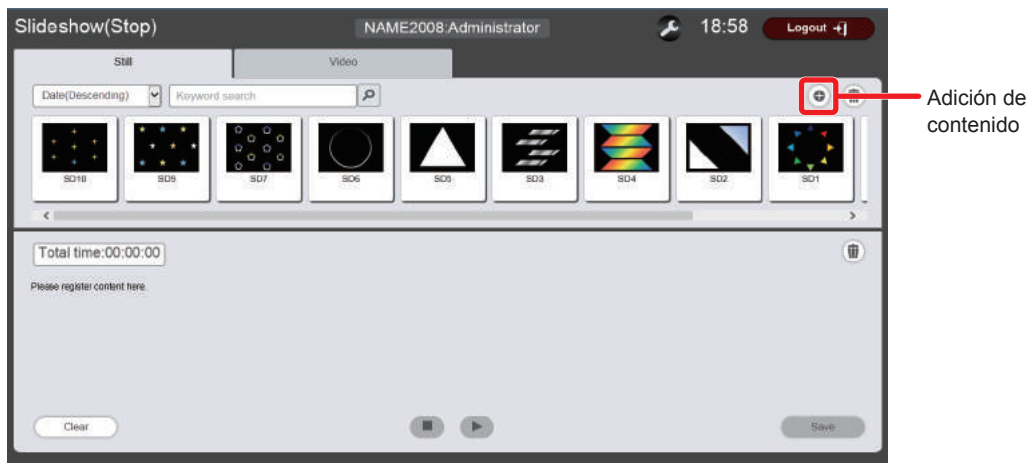 Slideshow(Stop)
NAME2008:Administrator
18:58
Logout
Still
Video
Date(Descending)
Keyword search
Adición de
contenido
SD10
SD9
SD7
SD6
SD5
SD3
SD4
SD2
SD1
Total time:00:00:00
Please register content here.
Clear
Save